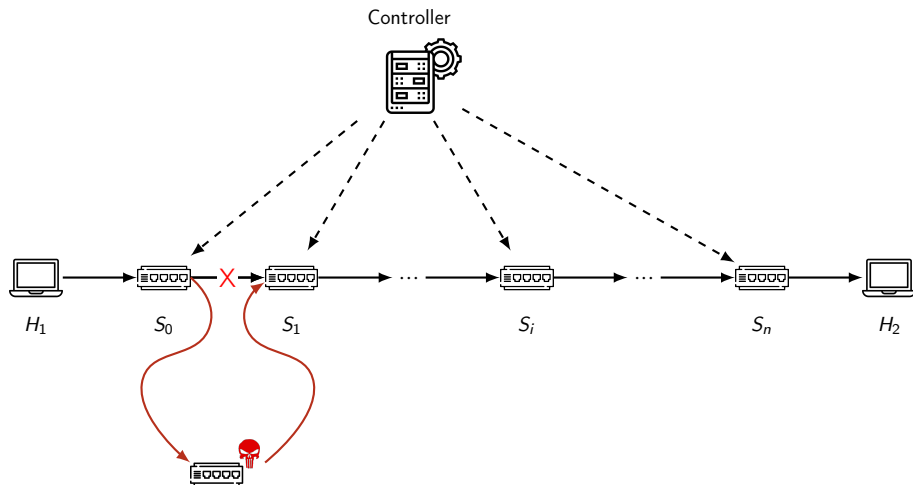 Controller
... ...
X
H₁ S₀ S₁ Sᵢ Sₙ H₂